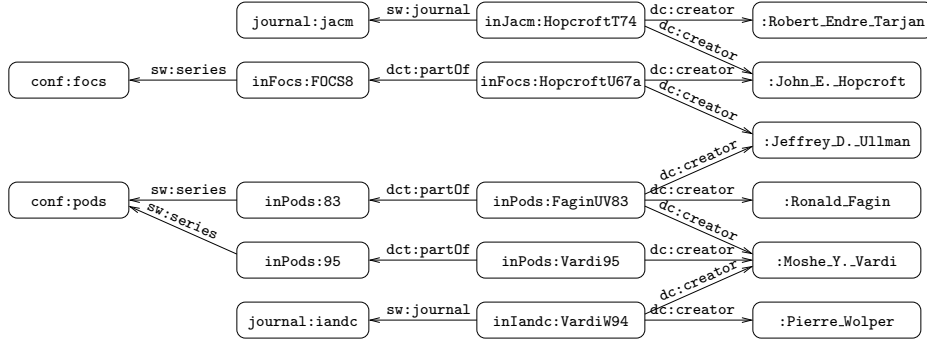 journal:jacm sw:journal inJacm:HopcroftT74 dc:creator :Robert_Endre_Tarjan
dc:creator
conf:focs sw:series inFocs:FOCS8 dct:partOf inFocs:HopcroftU67a dc:creator :John_E._Hopcroft
dc:creator
:Jeffrey_D._Ullman
dc:creator
conf:pods sw:series inPods:83 dct:partOf inPods:FaginUV83 dc:creator :Ronald_Fagin
sw:series dc:creator
inPods:95 dct:partOf inPods:Vardi95 dc:creator :Moshe_Y._Vardi
dc:creator
journal:iandc sw:journal inIandc:VardiW94 dc:creator :Pierre_Wolper